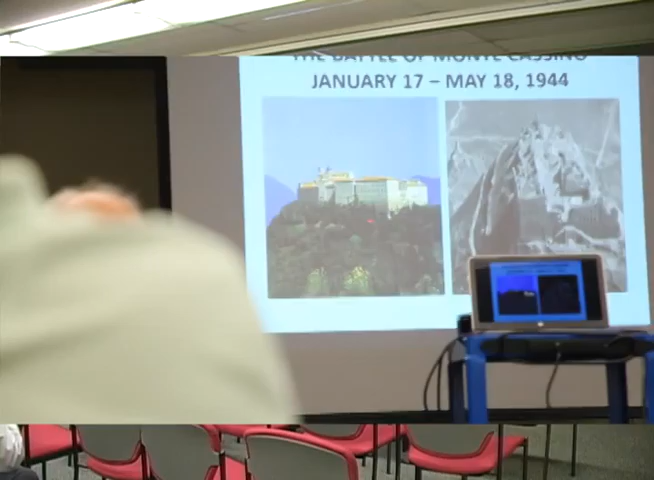 THE BATTLE OF MONTE CASSINO
JANUARY 17 – MAY 18, 1944